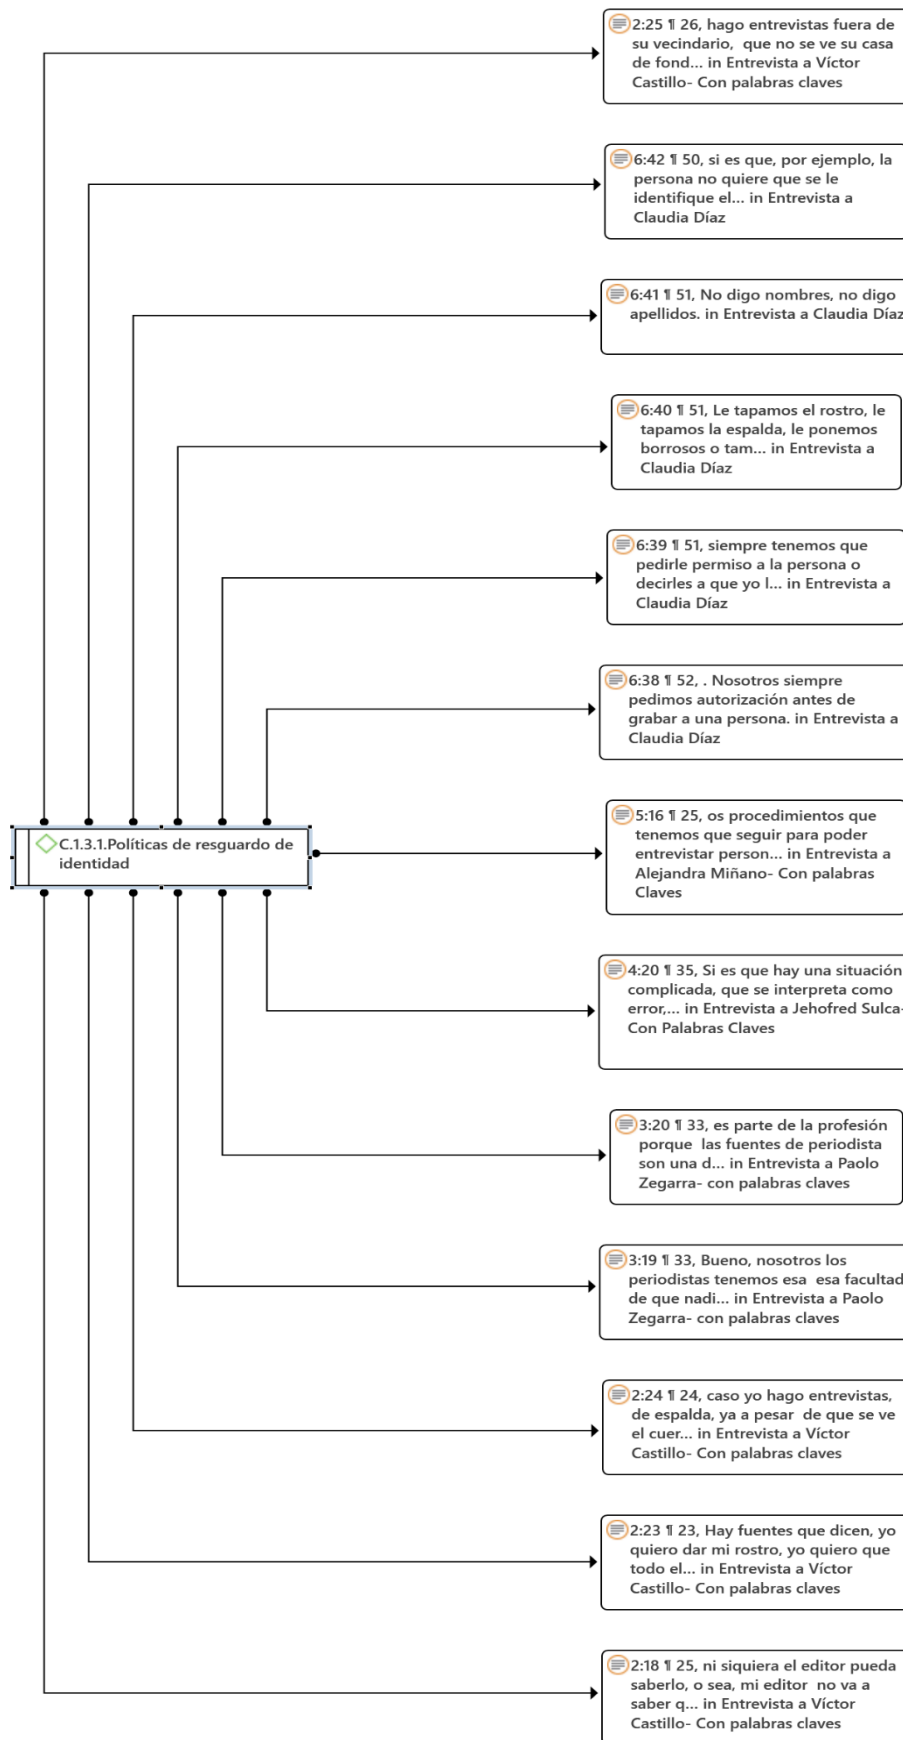 2:25 ¶ 26, hago entrevistas fuera de
su vecindario, que no se ve su casa
de fond... in Entrevista a Víctor
Castillo- Con palabras claves
6:42 ¶ 50, si es que, por ejemplo, la
persona no quiere que se le
identifique el... in Entrevista a
Claudia Díaz
6:41 ¶ 51, No digo nombres, no digo
apellidos. in Entrevista a Claudia Díaz
6:40 ¶ 51, Le tapamos el rostro, le
tapamos la espalda, le ponemos
borrosos o tam... in Entrevista a
Claudia Díaz
6:39 ¶ 51, siempre tenemos que
pedirle permiso a la persona o
decirles a que yo l... in Entrevista a
Claudia Díaz
6:38 ¶ 52, . Nosotros siempre
pedimos autorización antes de
grabar a una persona. in Entrevista a
Claudia Díaz
C.1.3.1.Políticas de resguardo de
identidad
5:16 ¶ 25, os procedimientos que
tenemos que seguir para poder
entrevistar person... in Entrevista a
Alejandra Miñano- Con palabras
Claves
4:20 ¶ 35, Si es que hay una situación
complicada, que se interpreta como
error,... in Entrevista a Jehofred Sulca-
Con Palabras Claves
3:20 ¶ 33, es parte de la profesión
porque las fuentes de periodista
son una d... in Entrevista a Paolo
Zegarra- con palabras claves
3:19 ¶ 33, Bueno, nosotros los
periodistas tenemos esa esa facultad
de que nadi... in Entrevista a Paolo
Zegarra- con palabras claves
2:24 ¶ 24, caso yo hago entrevistas,
de espalda, ya a pesar de que se ve
el cuer... in Entrevista a Víctor
Castillo- Con palabras claves
2:23 ¶ 23, Hay fuentes que dicen, yo
quiero dar mi rostro, yo quiero que
todo el... in Entrevista a Víctor
Castillo- Con palabras claves
2:18 ¶ 25, ni siquiera el editor pueda
saberlo, o sea, mi editor no va a
saber q... in Entrevista a Víctor
Castillo- Con palabras claves